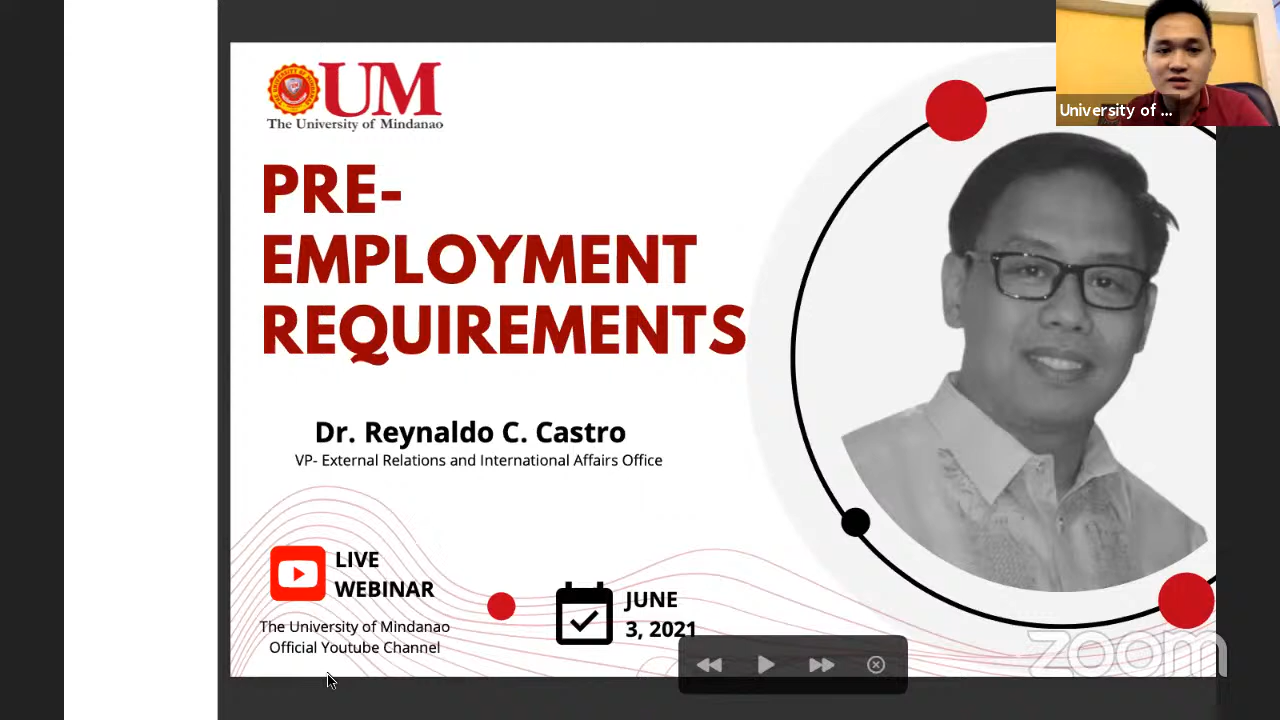 UM
The University of Mindanao
PRE-
EMPLOYMENT
REQUIREMENTS
Dr. Reynaldo C. Castro
VP- External Relations and International Affairs Office
LIVE
WEBINAR
The University of Mindanao
Official Youtube Channel
JUNE
3, 2021
University of ...
zoom